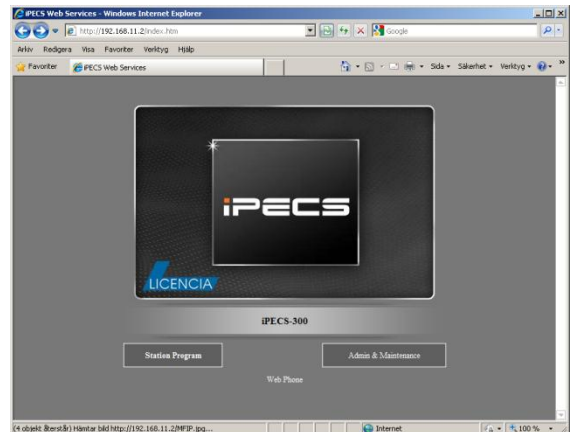 iPECS Web Services - Windows Internet Explorer
http://192.168.11.2/index.htm
Google
Arkiv Redigera Visa Favoriter Verktyg Hjälp
Favoriter iPECS Web Services Sida Säkerhet Verktyg
iPECS
LICENCIA
iPECS-300
Station Program Admin & Maintenance
Web Phone
(4 objekt återstår) Hämtar bild http://192.168.11.2/MFIP.jpg... Internet 100 %